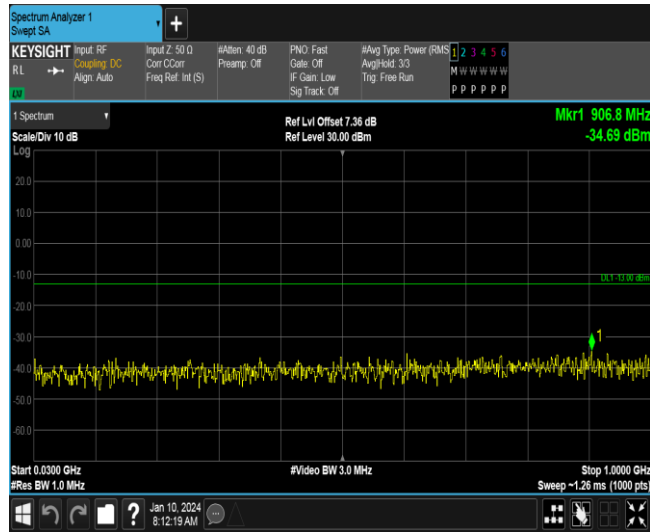 Spectrum Analyzer 1
Swept SA
+
KEYSIGHT Input: RF Input Z: 50 Ω #Atten: 40 dB PNO: Fast #Avg Type: Power (RMS 1 2 3 4 5 6
RL Coupling: DC Corr CCorr Preamp: Off Gate: Off Avg|Hold: 3/3 M W W W W W
Align: Auto Freq Ref: Int (S) IF Gain: Low Trig: Free Run
Sig Track: Off P P P P P P
LXI
1 Spectrum
Ref Lvl Offset 7.36 dB Mkr1 906.8 MHz
Scale/Div 10 dB Ref Level 30.00 dBm -34.69 dBm
Log
20.0
10.0
0.00
-10.0
DL1 -13.00 dBm
-20.0
-30.0
1
-40.0
-50.0
-60.0
Start 0.0300 GHz #Video BW 3.0 MHz Stop 1.0000 GHz
#Res BW 1.0 MHz Sweep ~1.26 ms (1000 pts)
? Jan 10, 2024
8:12:19 AM